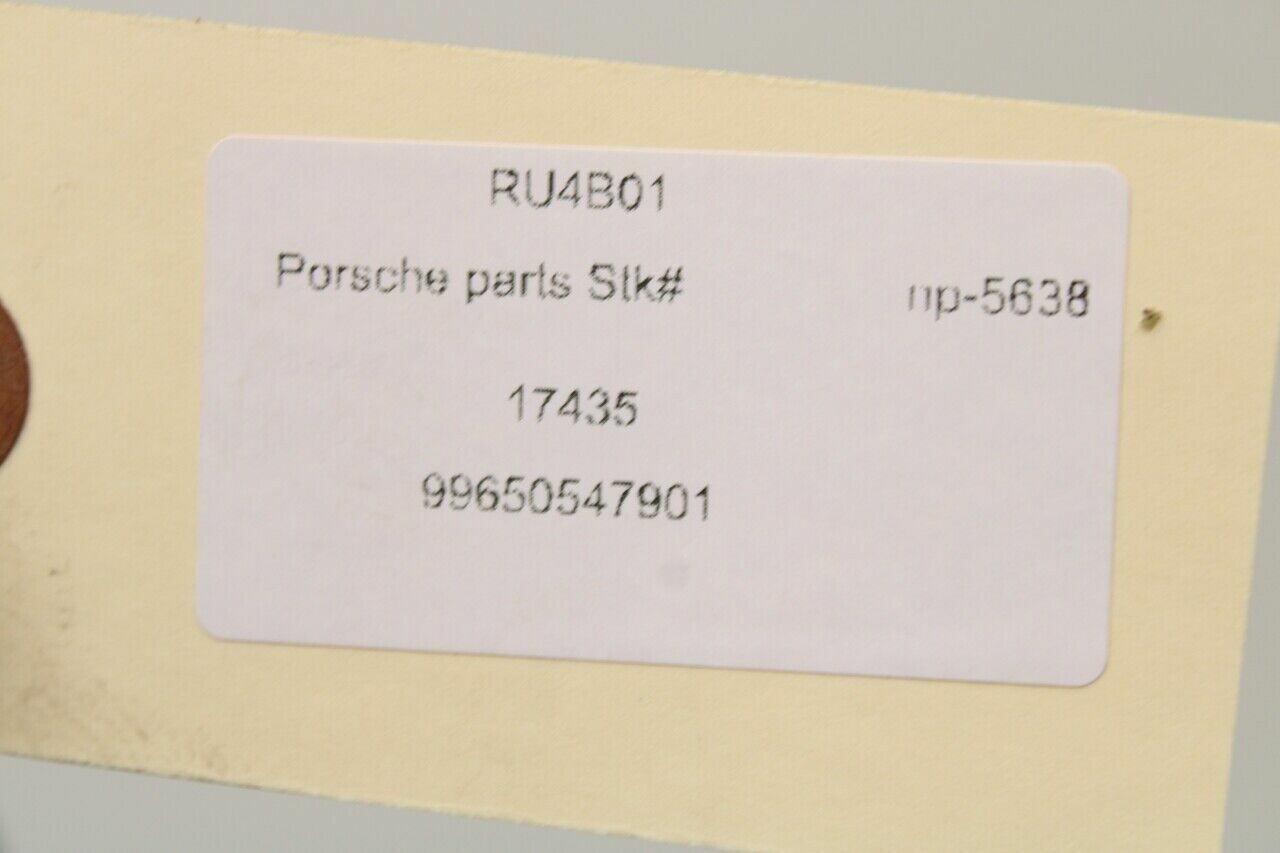 RU4B01
Porsche parts Stk# np-5638
17435
99650547901